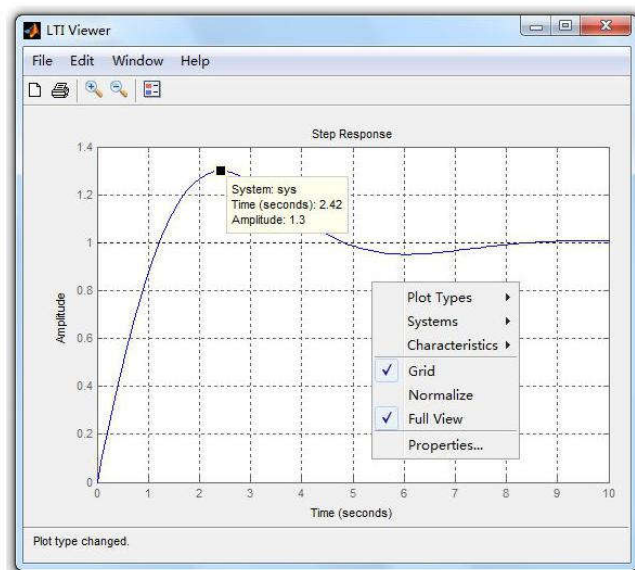 LTI Viewer
File Edit Window Help
Step Response
1.4
1.2
1
0.8
0.6
0.4
0.2
0
Amplitude
System: sys
Time (seconds): 2.42
Amplitude: 1.3
Plot Types
Systems
Characteristics
Grid
Normalize
Full View
Properties...
0 1 2 3 4 5 6 7 8 9 10
Time (seconds)
Plot type changed.